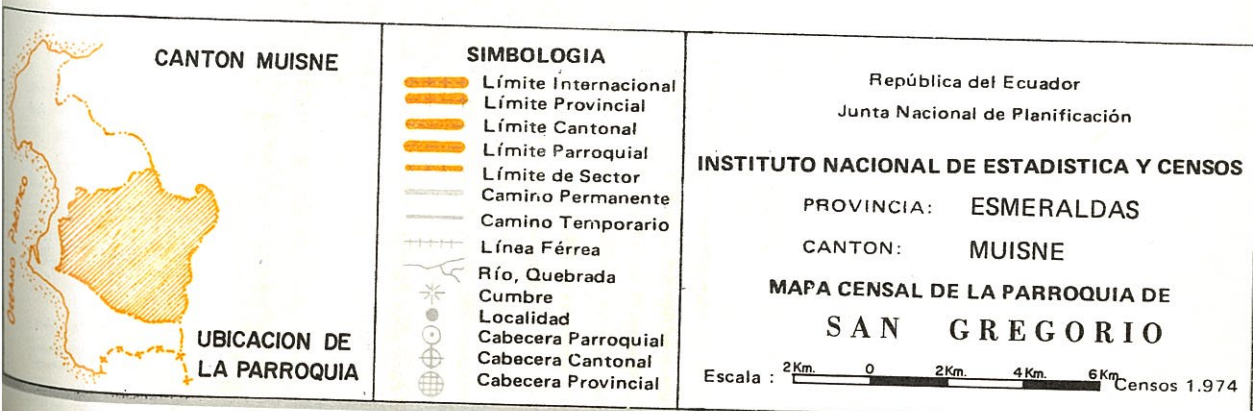 CANTON MUISNE
OCEANO PACIFICO
UBICACION DE
LA PARROQUIA
SIMBOLOGIA
Límite Internacional
Límite Provincial
Límite Cantonal
Límite Parroquial
Límite de Sector
Camino Permanente
Camino Temporario
Línea Férrea
Río, Quebrada
Cumbre
Localidad
Cabecera Parroquial
Cabecera Cantonal
Cabecera Provincial
República del Ecuador
Junta Nacional de Planificación
INSTITUTO NACIONAL DE ESTADISTICA Y CENSOS
PROVINCIA: ESMERALDAS
CANTON: MUISNE
MAPA CENSAL DE LA PARROQUIA DE
SAN GREGORIO
Escala : 2Km. 0 2Km. 4Km. 6Km Censos 1.974